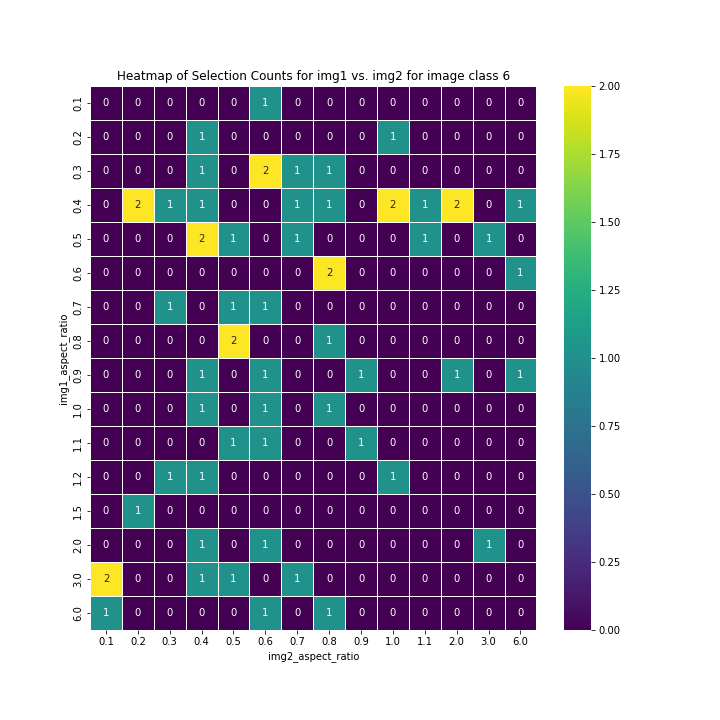 Heatmap of Selection Counts for img1 vs. img2 for image class 6
0.1 0 0 0 0 0 1 0 0 0 0 0 0 0 0
0.2 0 0 0 1 0 0 0 0 0 1 0 0 0 0
0.3 0 0 0 1 0 2 1 1 0 0 0 0 0 0
0.4 0 2 1 1 0 0 1 1 0 2 1 2 0 1
0.5 0 0 0 2 1 0 1 0 0 0 1 0 1 0
0.6 0 0 0 0 0 0 0 2 0 0 0 0 0 1
0.7 0 0 1 0 1 1 0 0 0 0 0 0 0 0
0.8 0 0 0 0 2 0 0 1 0 0 0 0 0 0
0.9 0 0 0 1 0 1 0 0 1 0 0 1 0 1
1.0 0 0 0 1 0 1 0 1 0 0 0 0 0 0
1.1 0 0 0 0 1 1 0 0 1 0 0 0 0 0
1.2 0 0 1 1 0 0 0 0 0 1 0 0 0 0
1.5 0 1 0 0 0 0 0 0 0 0 0 0 0 0
2.0 0 0 0 1 0 1 0 0 0 0 0 0 1 0
3.0 2 0 0 1 1 0 1 0 0 0 0 0 0 0
6.0 1 0 0 0 0 1 0 1 0 0 0 0 0 0
0.1 0.2 0.3 0.4 0.5 0.6 0.7 0.8 0.9 1.0 1.1 2.0 3.0 6.0
img2_aspect_ratio
img1_aspect_ratio
2.00
1.75
1.50
1.25
1.00
0.75
0.50
0.25
0.00